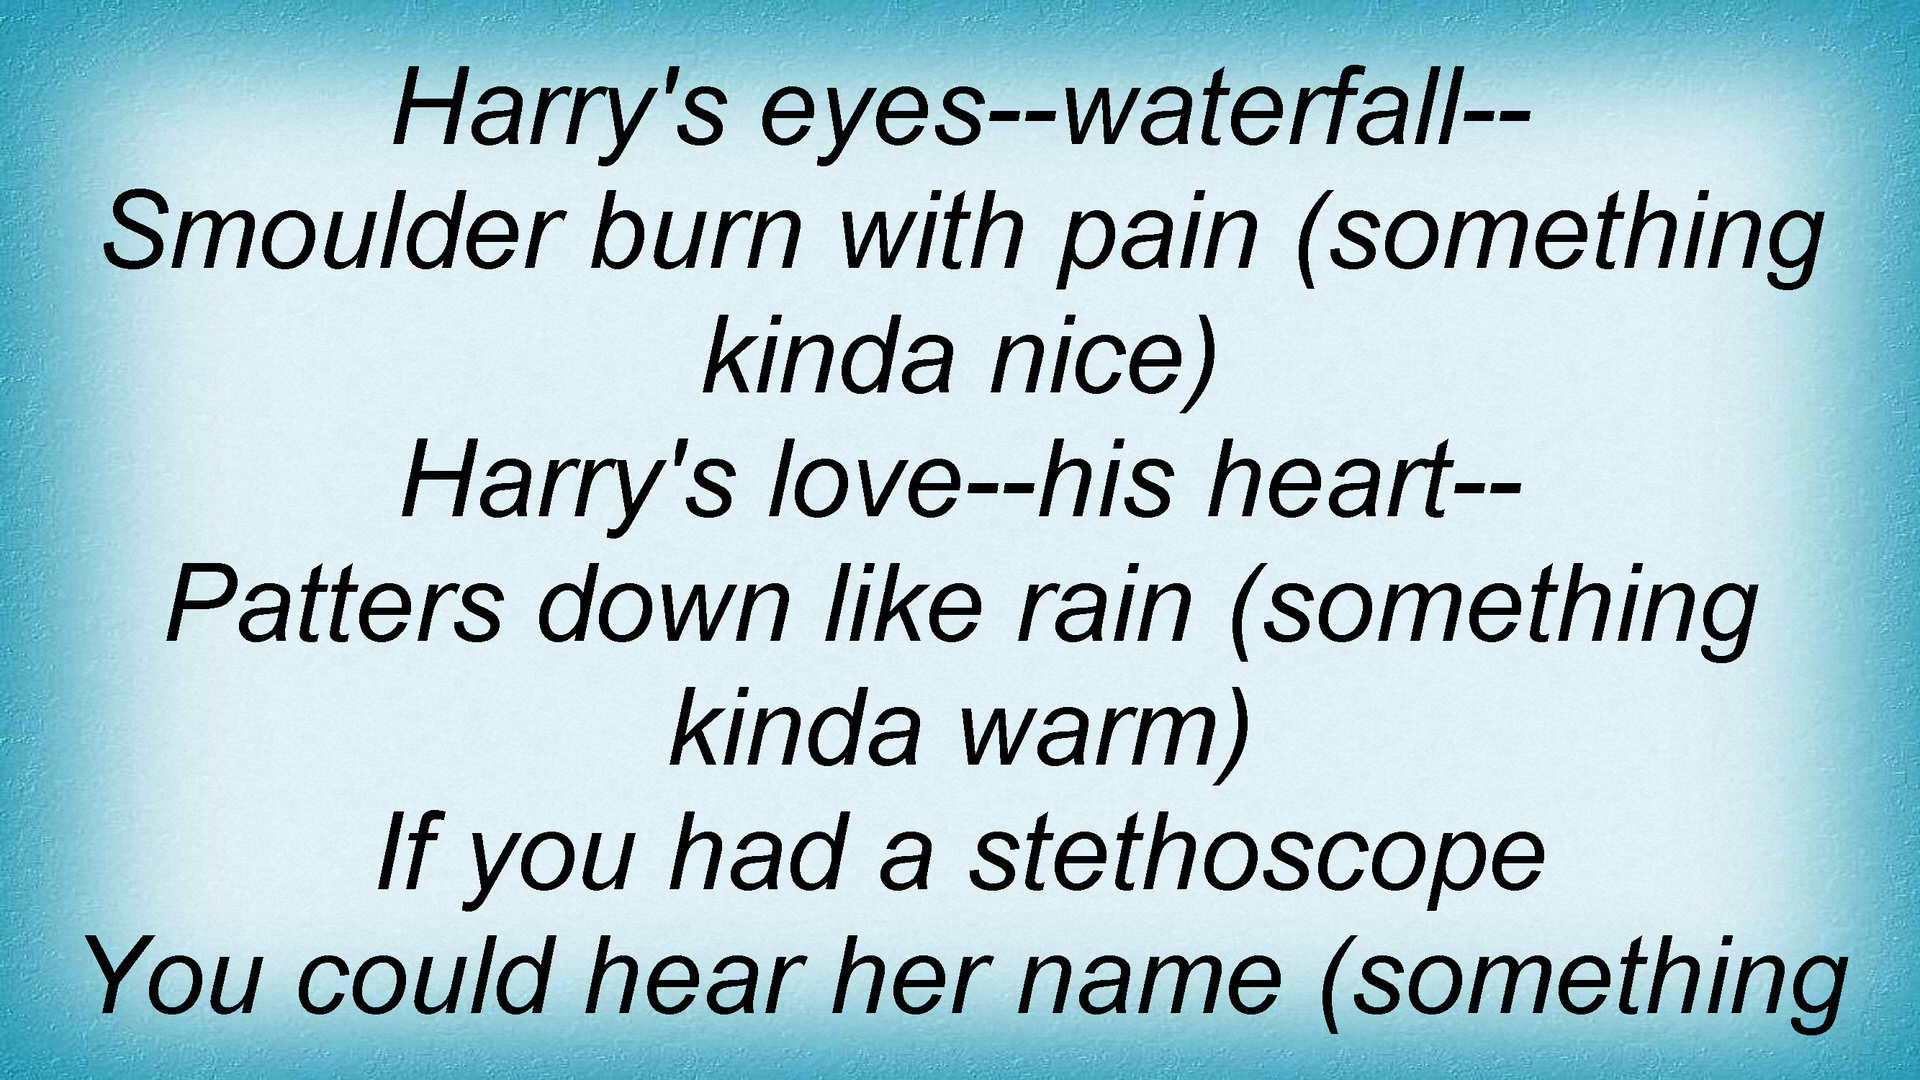 Harry's eyes--waterfall--
Smoulder burn with pain (something
kinda nice)
Harry's love--his heart--
Patters down like rain (something
kinda warm)
If you had a stethoscope
You could hear her name (something